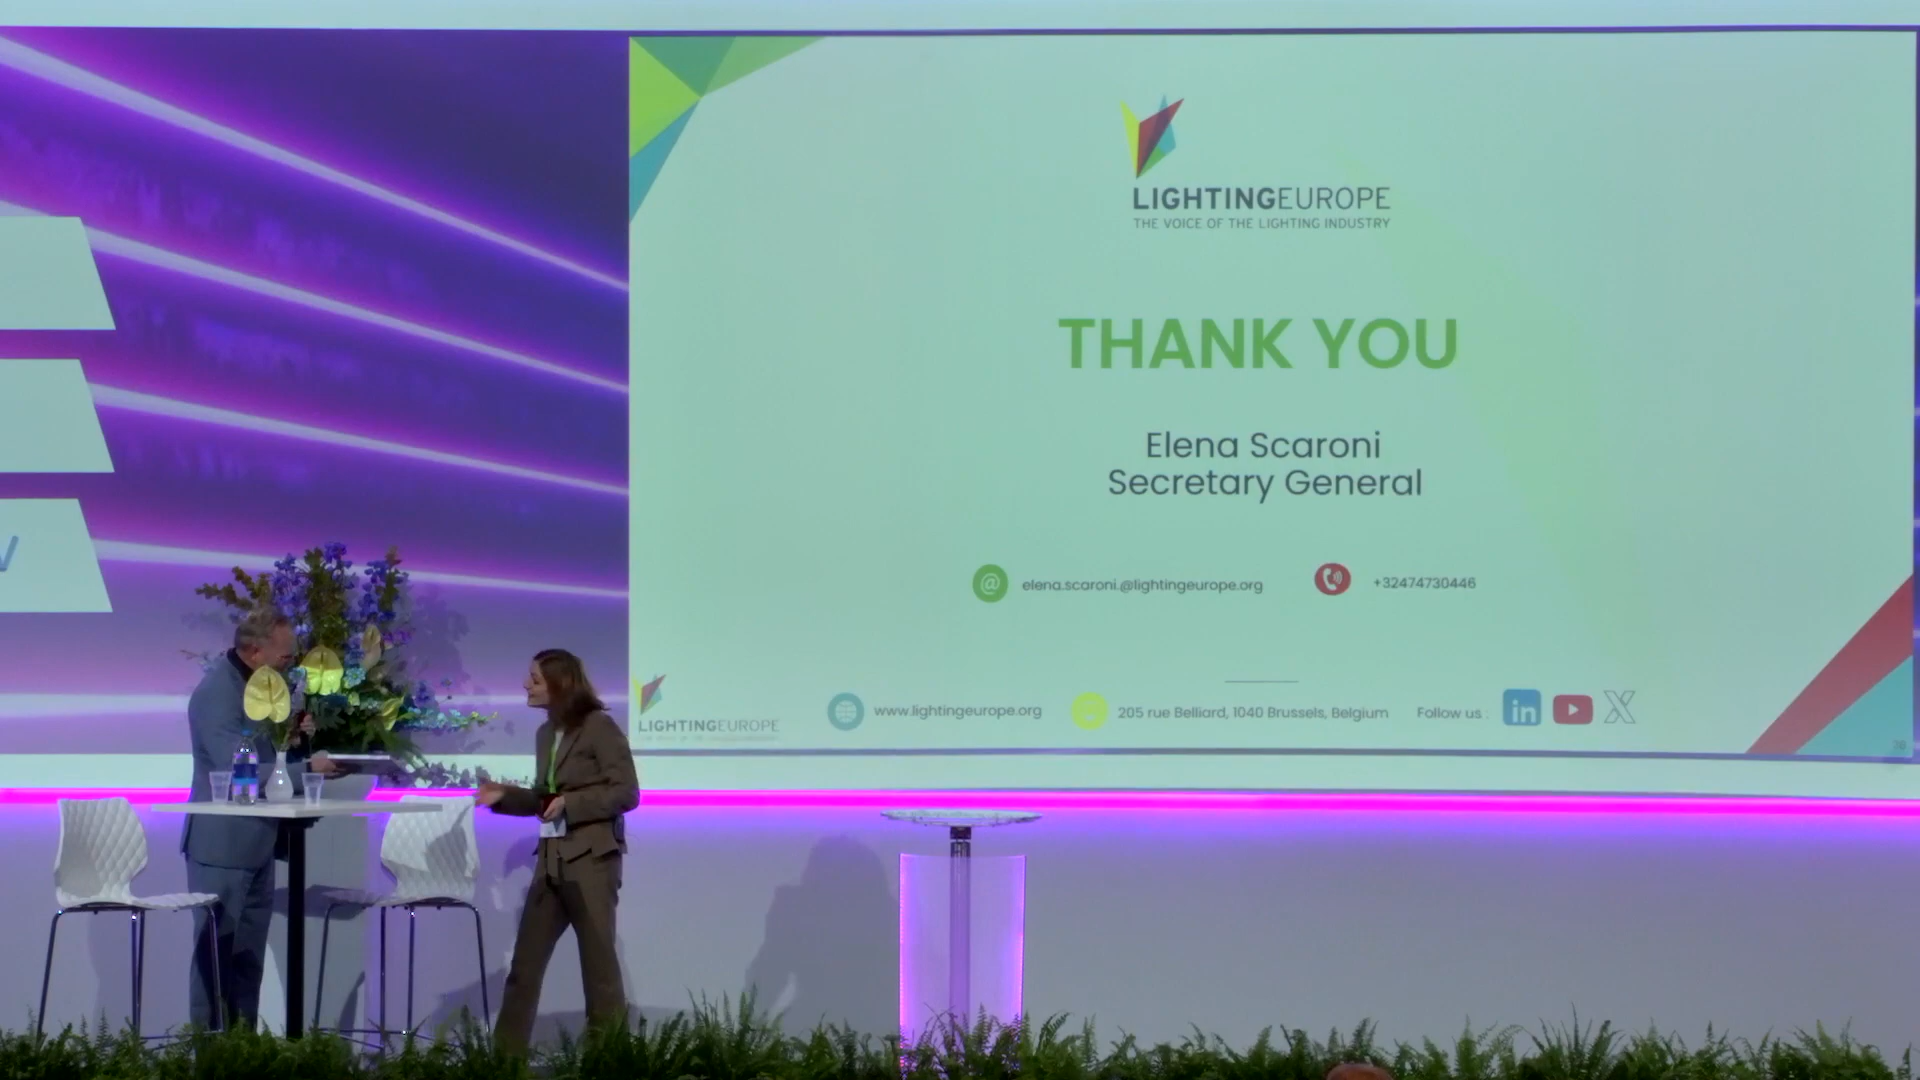 LIGHTINGEUROPE
THE VOICE OF THE LIGHTING INDUSTRY
THANK YOU
Elena Scaroni
Secretary General
elena.scaroni.@lightingeurope.org
+32474730446
LIGHTINGEUROPE
www.lightingeurope.org
205 rue Belliard, 1040 Brussels, Belgium
Follow us :
in
X